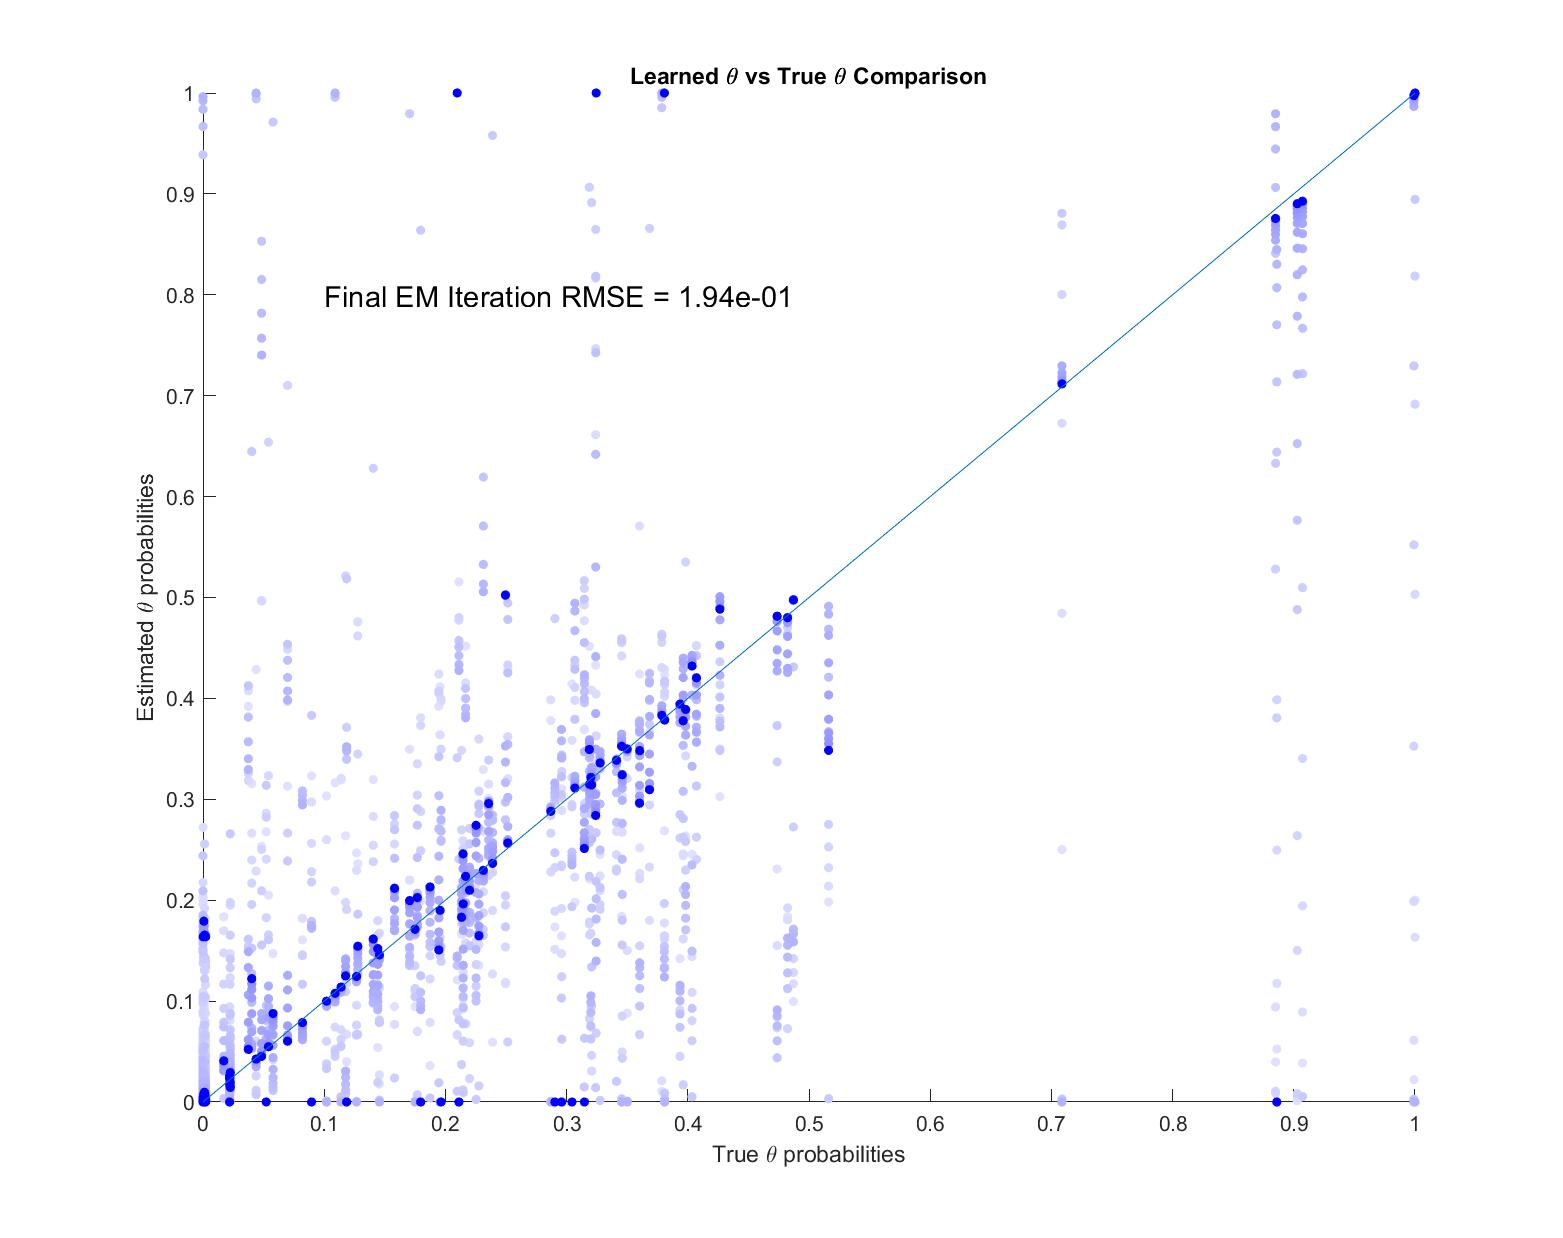 Learned θ vs True θ Comparison
1
0.9
0.8
0.7
0.6
0.5
0.4
0.3
0.2
0.1
0
Final EM Iteration RMSE = 1.94e-01
Estimated θ probabilities
0 0.1 0.2 0.3 0.4 0.5 0.6 0.7 0.8 0.9 1
True θ probabilities